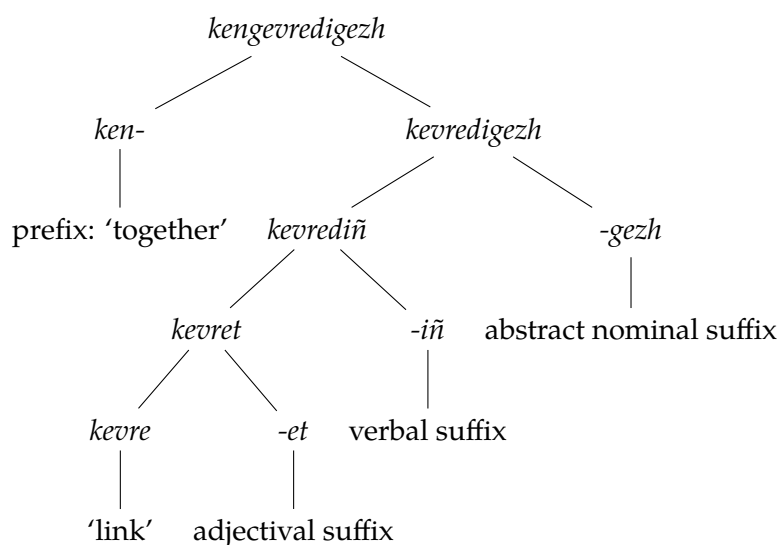 kengevredigezh
ken- kevredigezh
prefix: ‘together’ kevrediñ -gezh
kevret -iñ abstract nominal suffix
kevre -et verbal suffix
‘link’ adjectival suffix